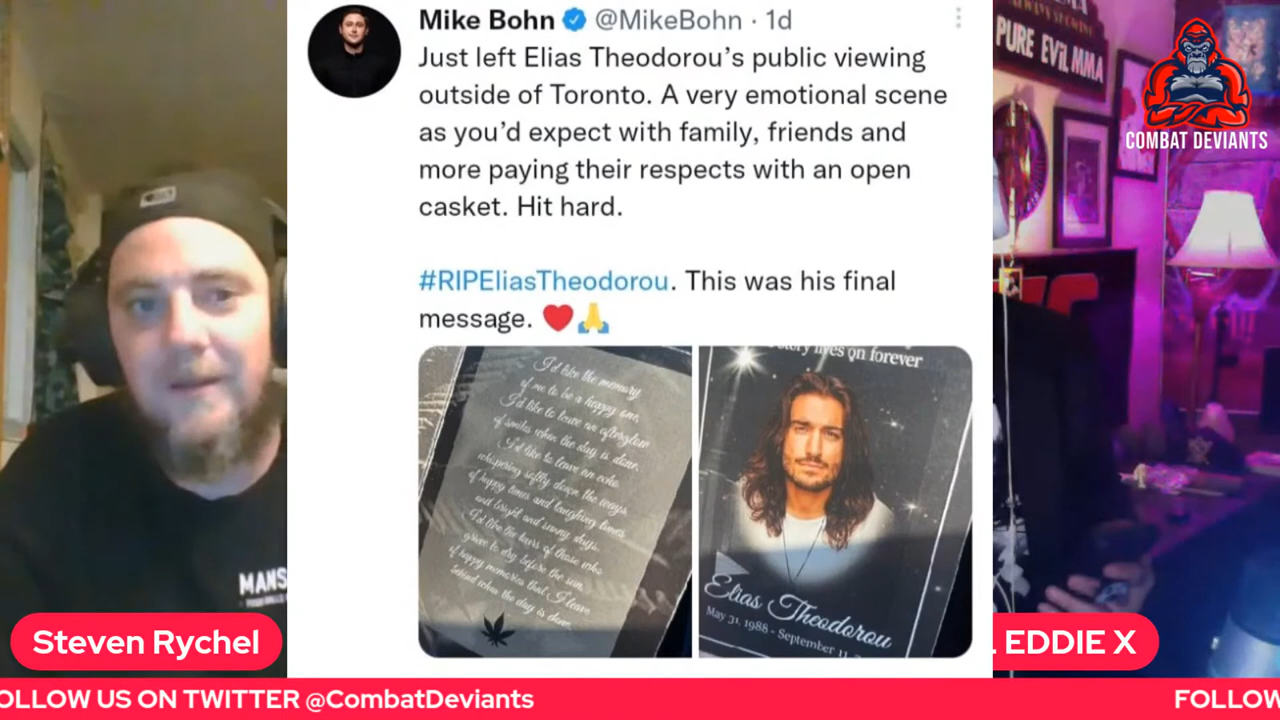 Mike Bohn @MikeBohn · 1d
Just left Elias Theodorou’s public viewing
outside of Toronto. A very emotional scene
as you’d expect with family, friends and
more paying their respects with an open
casket. Hit hard.
#RIPEliasTheodorou. This was his final
message. ❤️🙏
I'd like the memory
of me to be a happy one,
I'd like to leave an afterglow
of smiles when the day is done.
I'd like to leave an echo
whispering softly down the ways,
of happy times and laughing times
and bright and sunny days.
I'd like the tears of those who
grieve to dry before the sun,
of happy memories that I leave
behind when the day is done.
lives on forever
Elias Theodorou
May 31, 1988 - September 11,
PURE EVIL MMA
COMBAT DEVIANTS
MANS
Steven Rychel
EDDIE X
OLLOW US ON TWITTER @CombatDeviants
FOLLOW